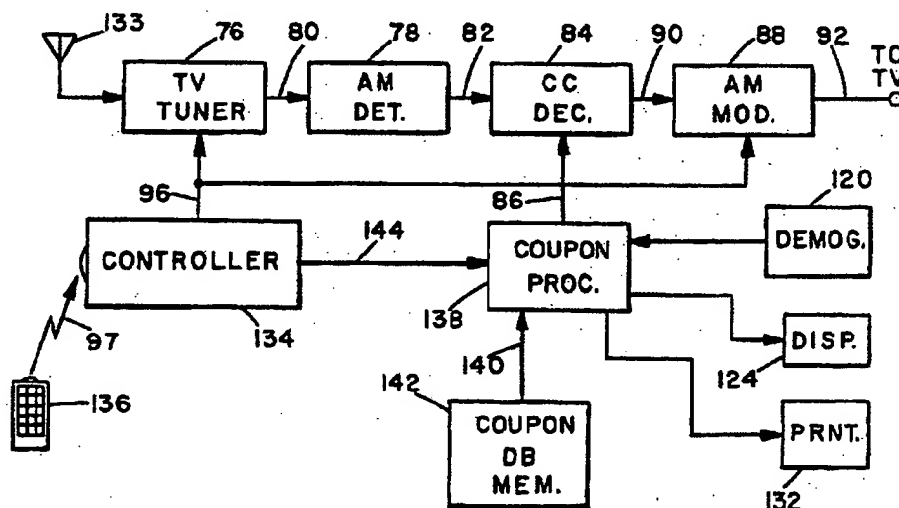 133
76
80
78
82
84
90
88
92
TO
TV
TV
TUNER
AM
DET.
CC
DEC.
AM
MOD.
96
86
120
DEMOG.
CONTROLLER
144
COUPON
PROC.
134
138
97
140
DISP.
124
136
142
COUPON
DB
MEM.
PRNT.
132